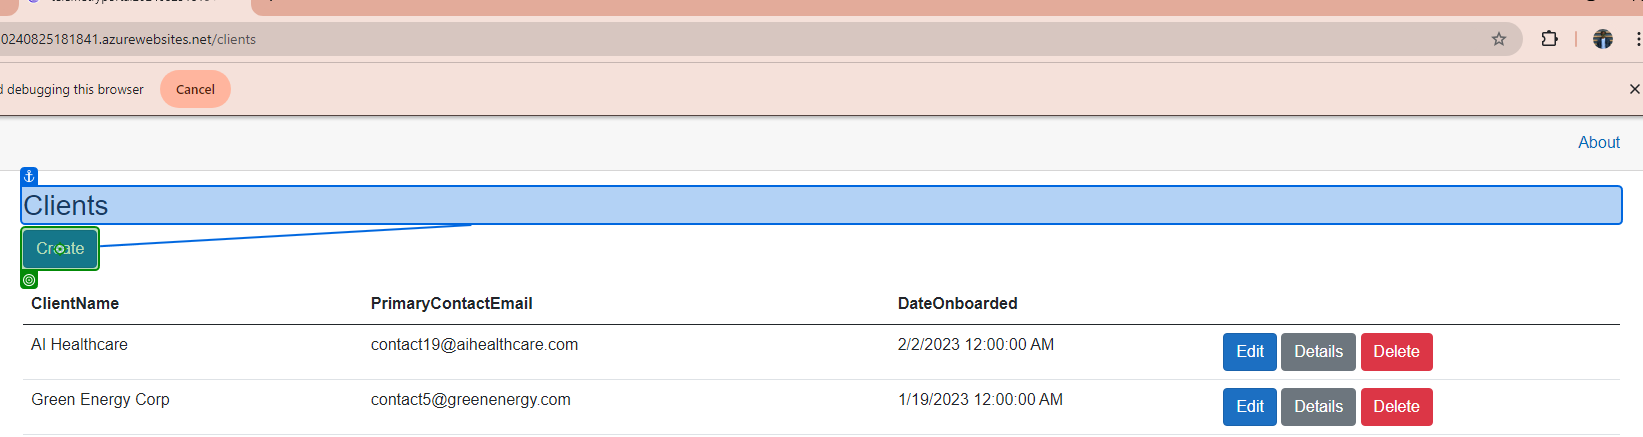 0240825181841.azurewebsites.net/clients
debugging this browser Cancel
About
Clients
Create
ClientName PrimaryContactEmail DateOnboarded
AI Healthcare contact19@aihealthcare.com 2/2/2023 12:00:00 AM Edit Details Delete
Green Energy Corp contact5@greenenergy.com 1/19/2023 12:00:00 AM Edit Details Delete